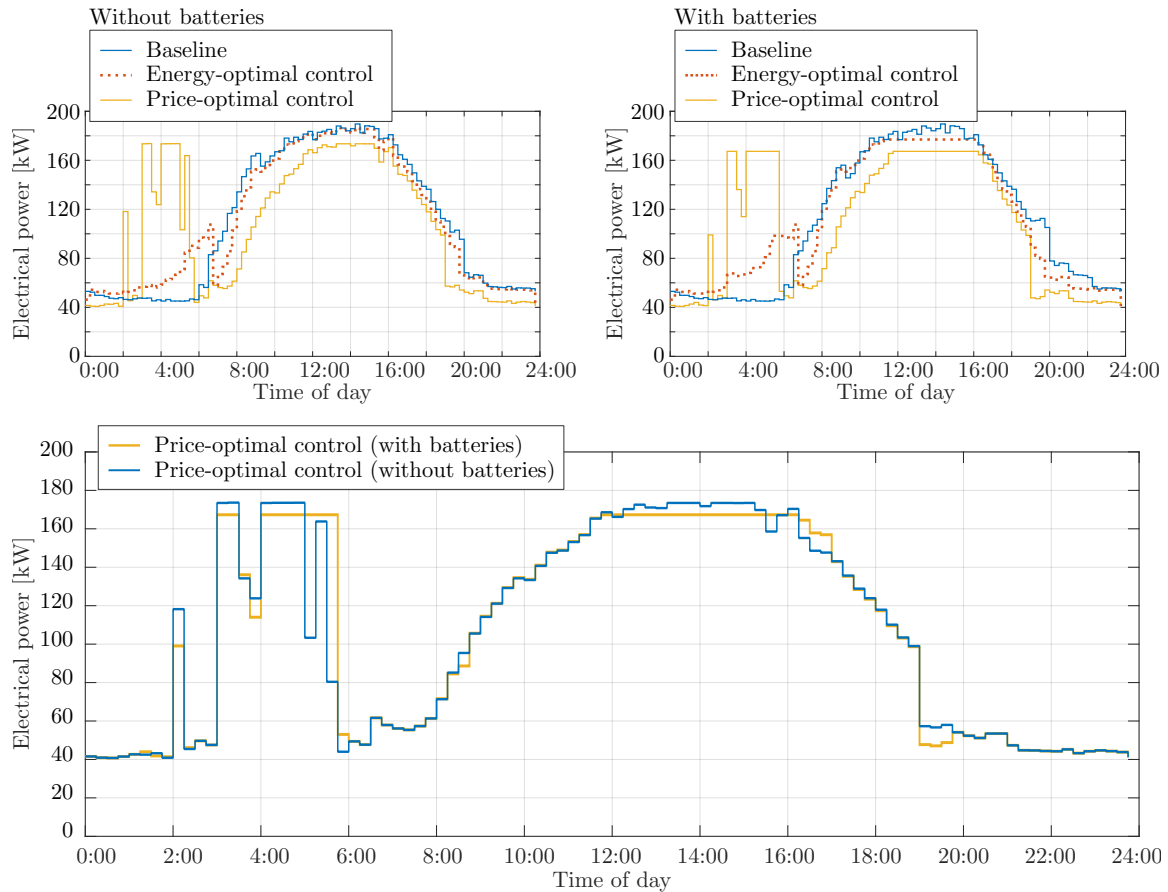 Without batteries
Baseline
Energy-optimal control
Price-optimal control
Electrical power [kW]
200
160
120
80
40
0
0:00 4:00 8:00 12:00 16:00 20:00 24:00
Time of day
With batteries
Baseline
Energy-optimal control
Price-optimal control
Electrical power [kW]
200
160
120
80
40
0
0:00 4:00 8:00 12:00 16:00 20:00 24:00
Time of day
Price-optimal control (with batteries)
Price-optimal control (without batteries)
Electrical power [kW]
200
180
160
140
120
100
80
60
40
20
0
0:00 2:00 4:00 6:00 8:00 10:00 12:00 14:00 16:00 18:00 20:00 22:00 24:00
Time of day